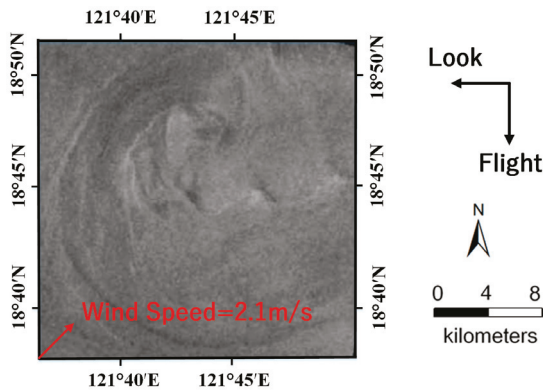 121°40′E 121°45′E
18°50′N 18°50′N
Look
Flight
18°45′N 18°45′N
N
18°40′N 18°40′N
Wind Speed=2.1m/s
0 4 8
kilometers
121°40′E 121°45′E